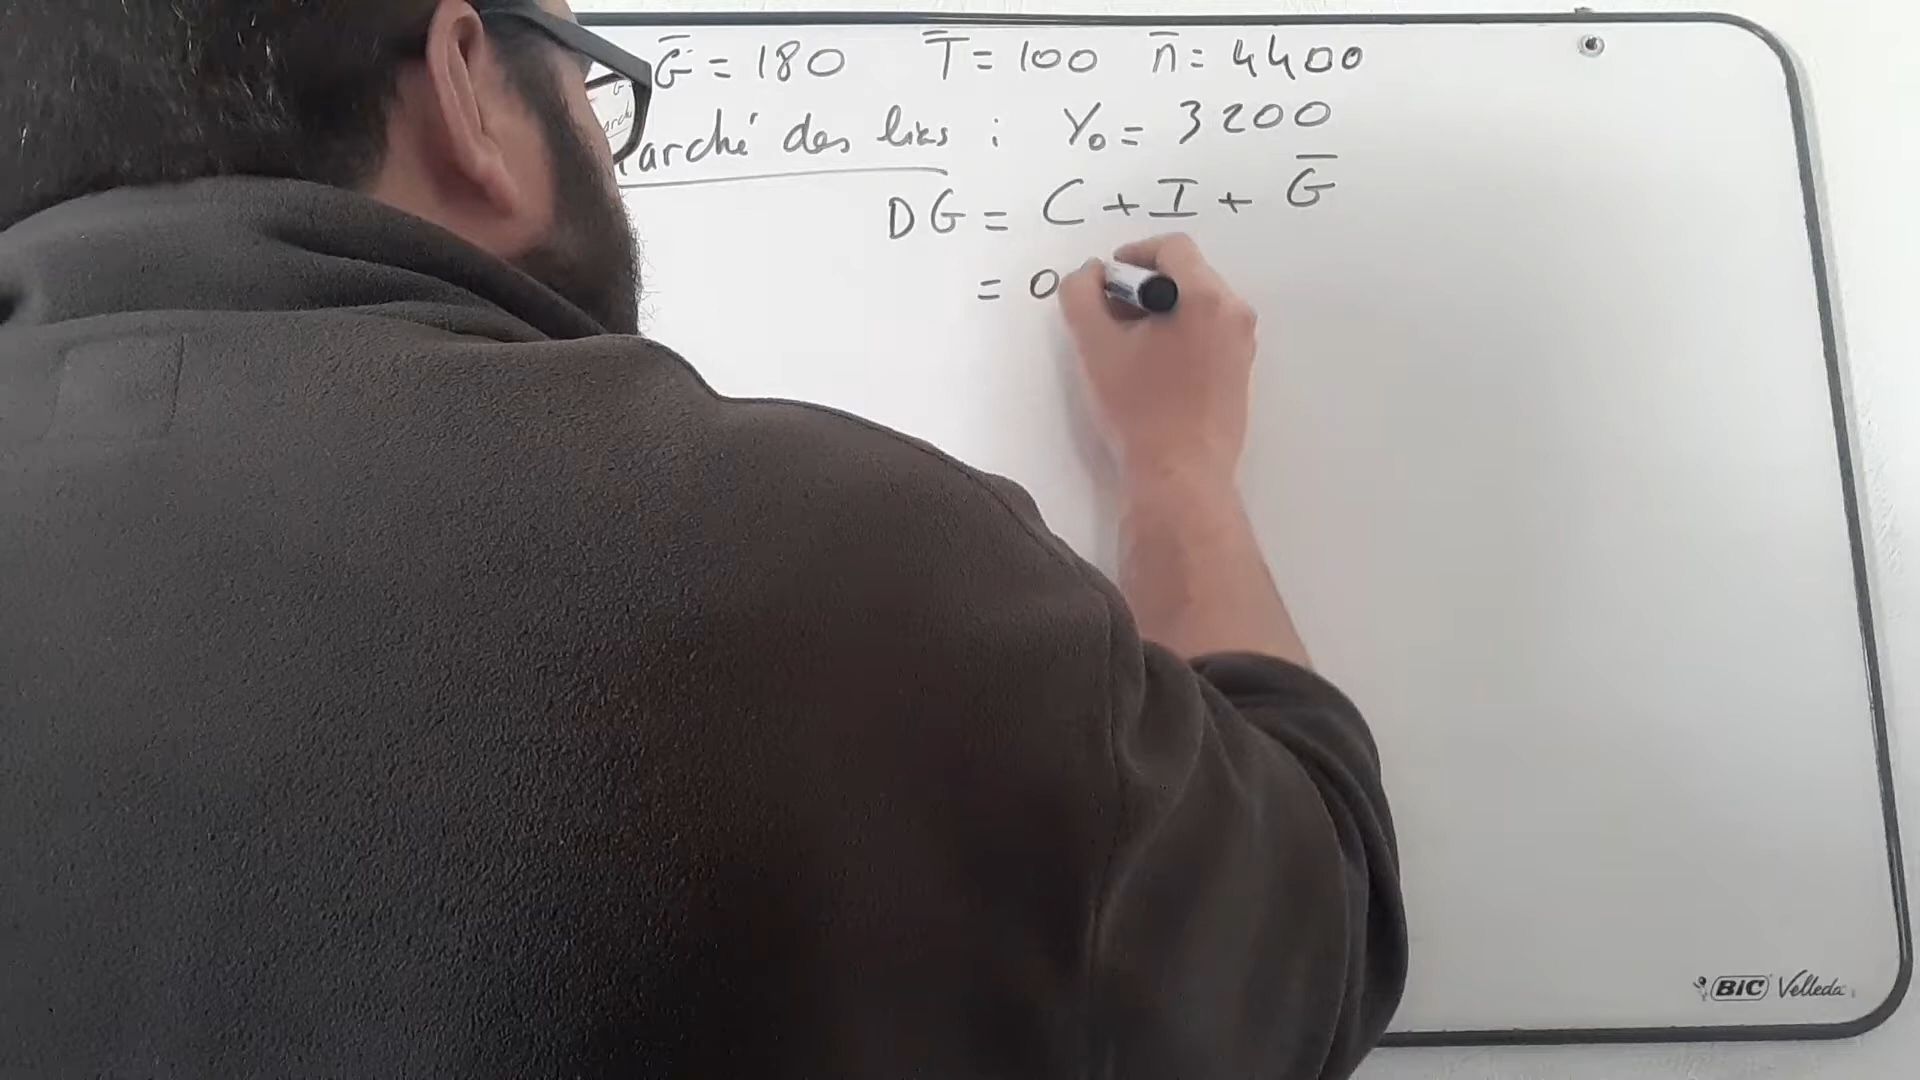 G̅ = 180 T̅ = 100 n̅ = 4400
arché des biens : Y₀ = 3200
DG = C + I + G̅
= 0
BIC Velleda